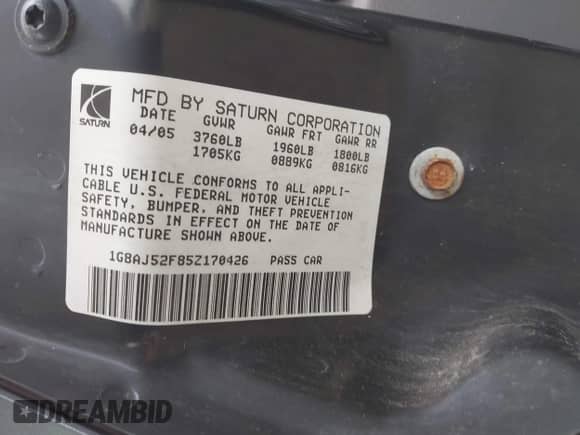 SATURN
MFD BY SATURN CORPORATION
DATE GVWR GAWR FRT GAWR RR
04/05 3760LB 1960LB 1800LB
1705KG 0889KG 0816KG
THIS VEHICLE CONFORMS TO ALL APPLI-
CABLE U.S. FEDERAL MOTOR VEHICLE
SAFETY, BUMPER, AND THEFT PREVENTION
STANDARDS IN EFFECT ON THE DATE OF
MANUFACTURE SHOWN ABOVE.
1G8AJ52F85Z170426 PASS CAR
DREAMBID